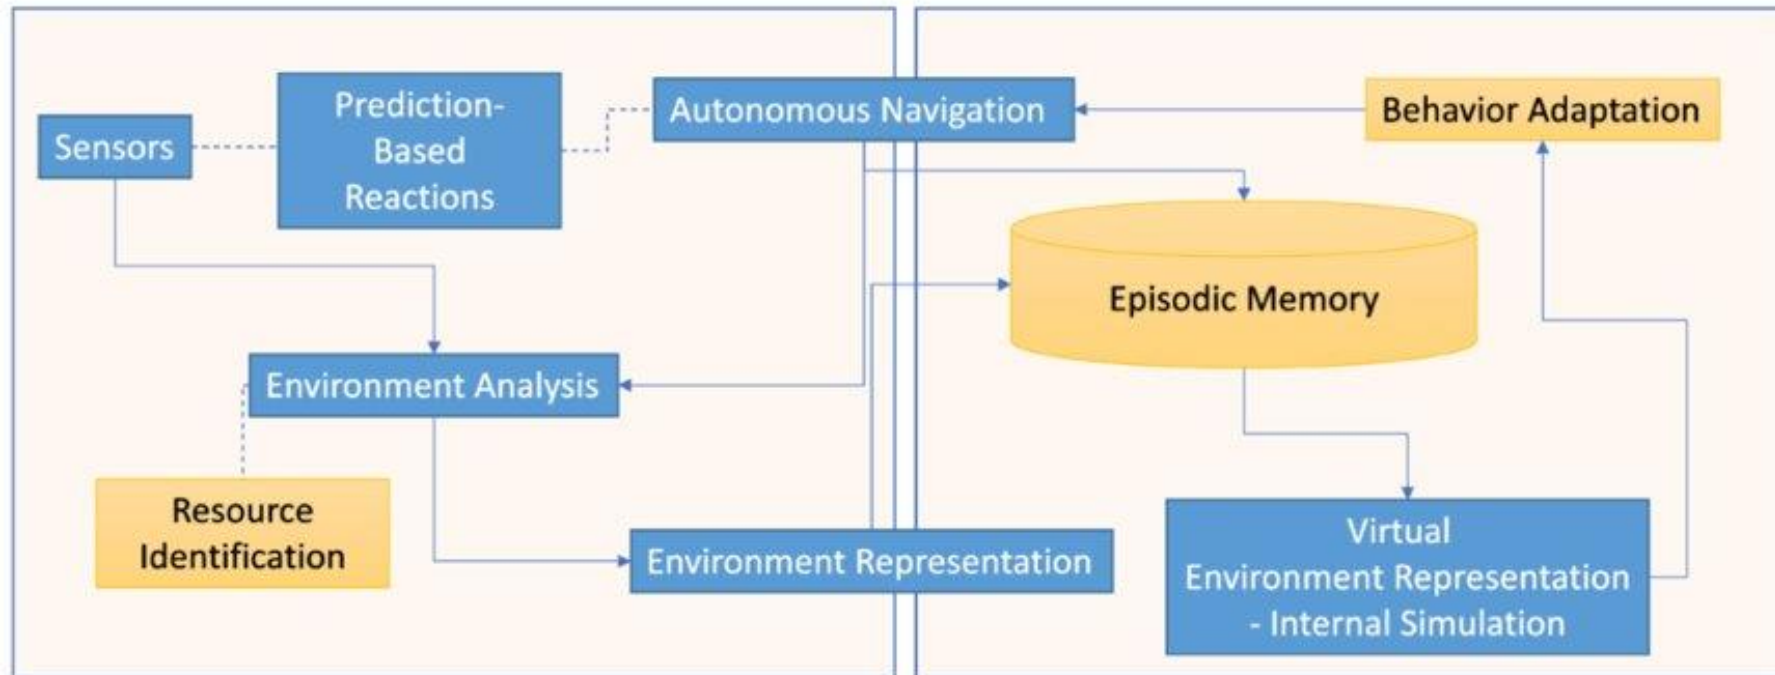 Sensors
Prediction-
Based
Reactions
Autonomous Navigation
Behavior Adaptation
Episodic Memory
Environment Analysis
Resource
Identification
Environment Representation
Virtual
Environment Representation
- Internal Simulation